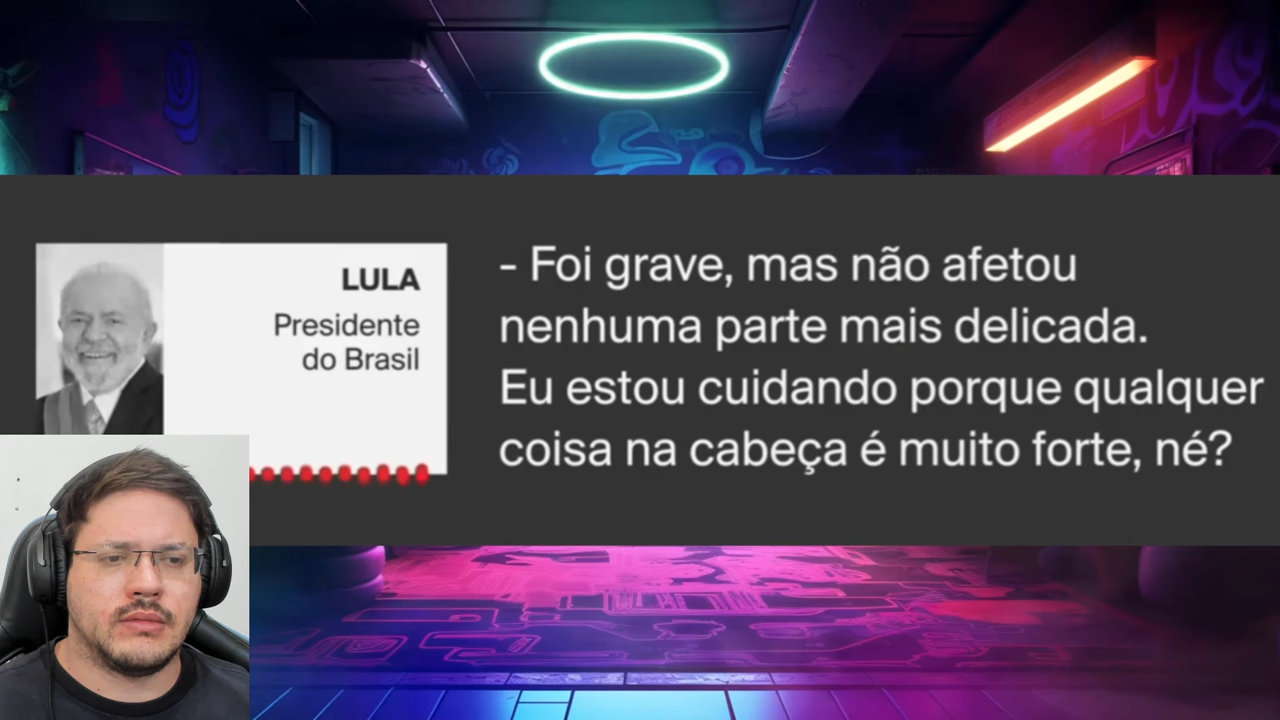 LULA
Presidente
do Brasil
- Foi grave, mas não afetou
nenhuma parte mais delicada.
Eu estou cuidando porque qualquer
coisa na cabeça é muito forte, né?